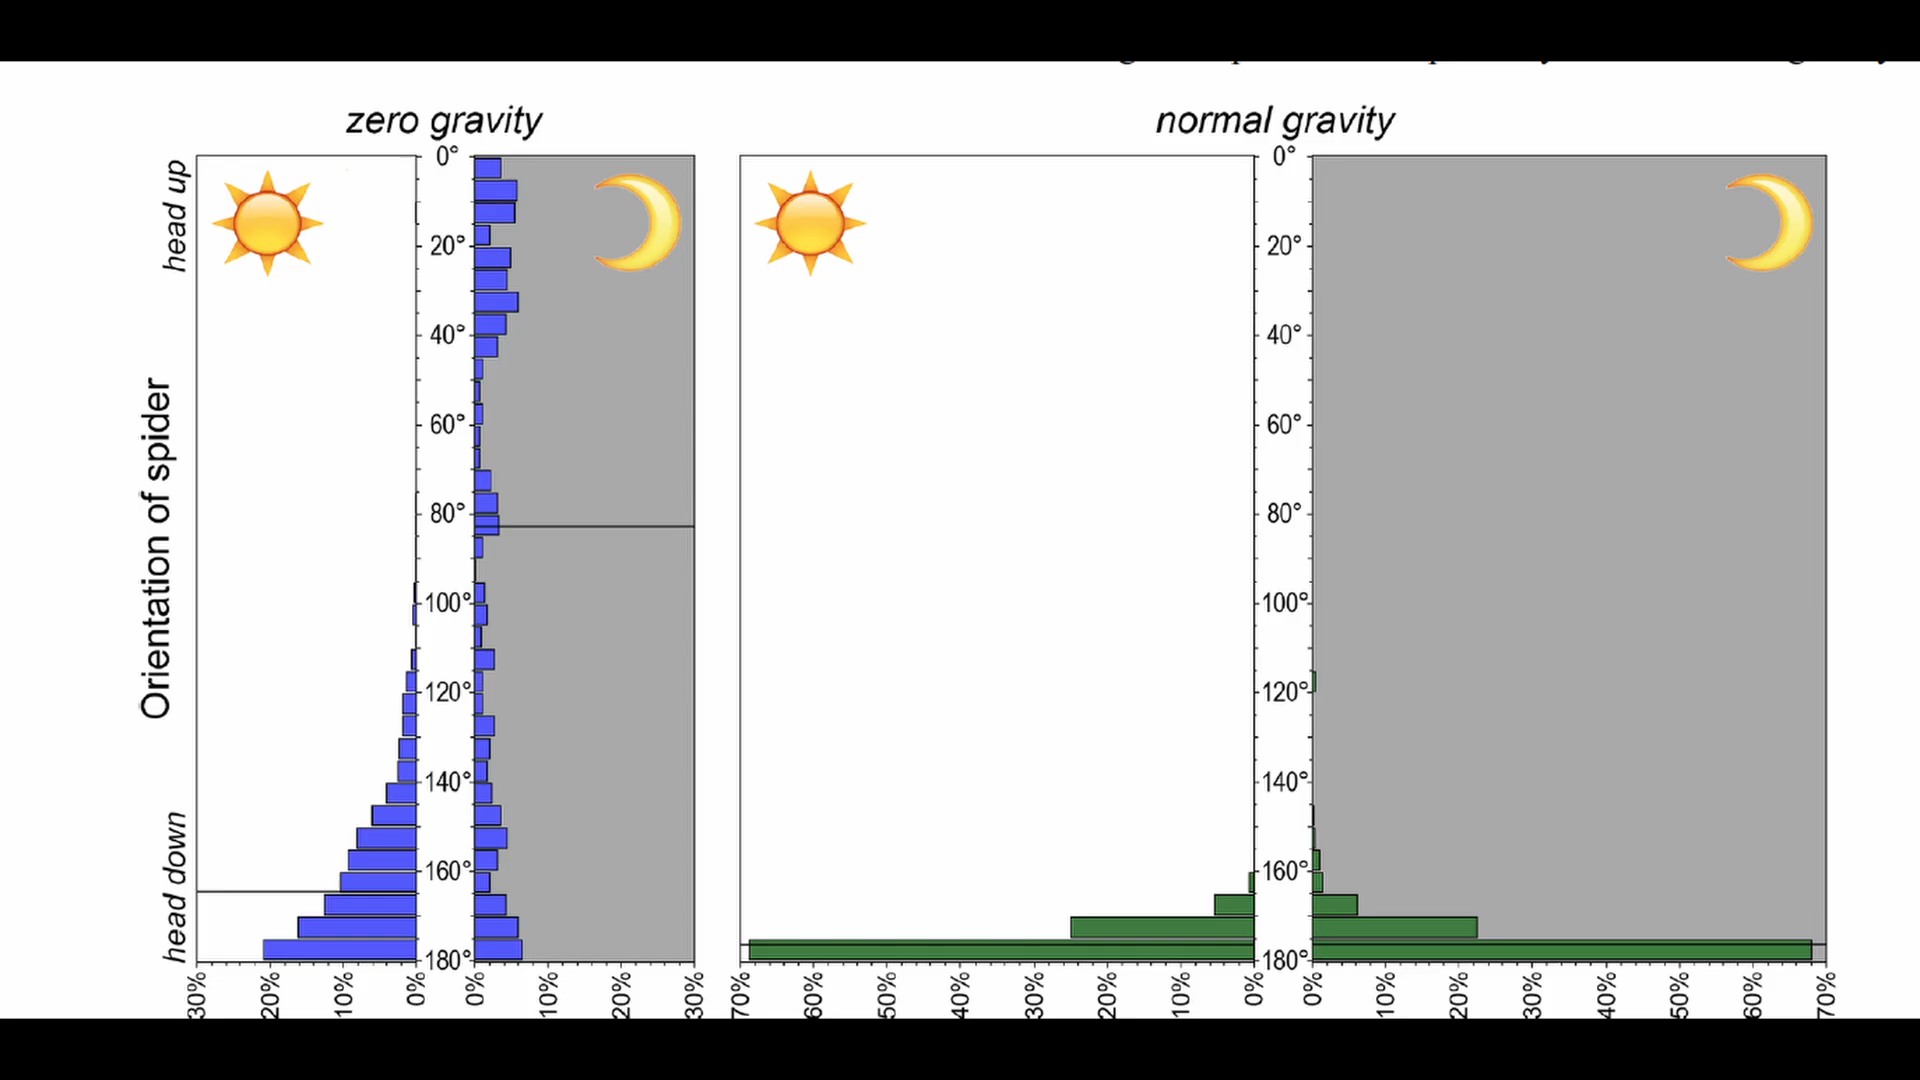 zero gravity
normal gravity
head up
Orientation of spider
head down
0°
20°
40°
60°
80°
100°
120°
140°
160°
180°
0°
20°
40°
60°
80°
100°
120°
140°
160°
180°
30% 20% 10% 0%
0% 10% 20% 30%
70% 60% 50% 40% 30% 20% 10% 0%
0% 10% 20% 30% 40% 50% 60% 70%